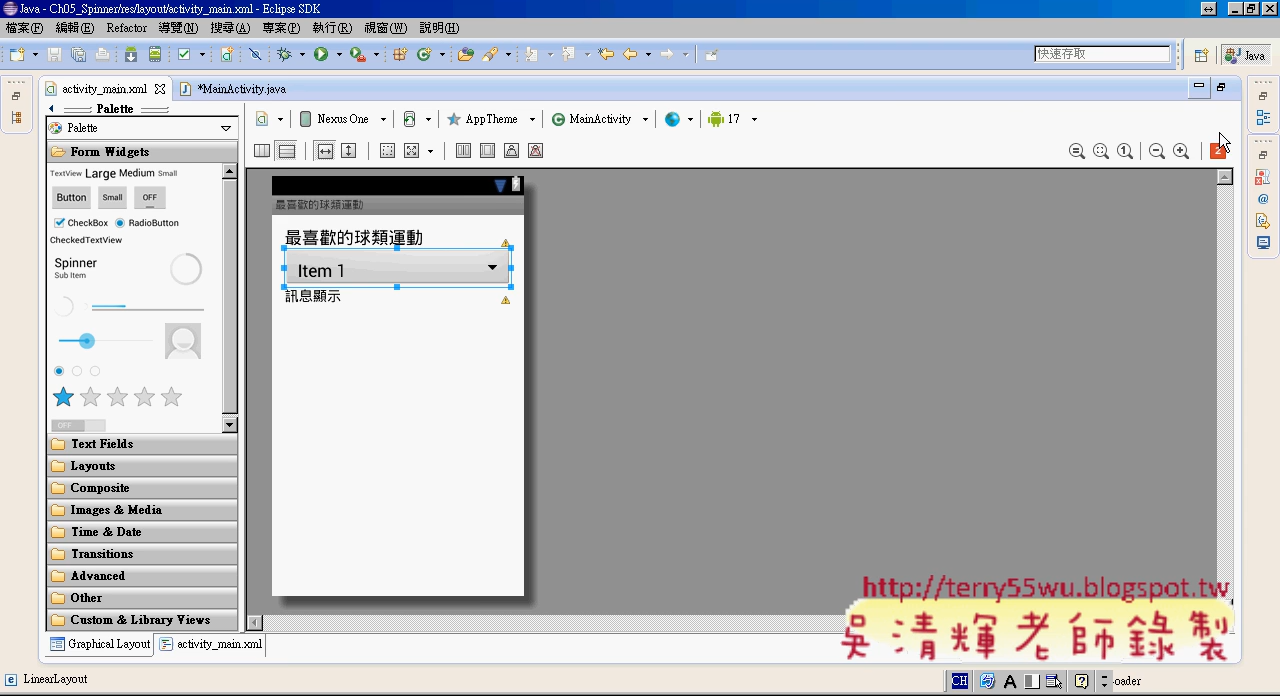 Java - Ch05_Spinner/res/layout/activity_main.xml - Eclipse SDK
檔案(F) 編輯(E) Refactor 導覽(N) 搜尋(A) 專案(P) 執行(R) 視窗(W) 說明(H)
快速存取
Java
activity_main.xml
*MainActivity.java
Palette
Palette
Nexus One
AppTheme
MainActivity
17
Form Widgets
TextView Large Medium Small
Button Small OFF
CheckBox RadioButton
CheckedTextView
Spinner
Sub Item
OFF
Text Fields
Layouts
Composite
Images & Media
Time & Date
Transitions
Advanced
Other
Custom & Library Views
1
2
最喜歡的球類運動
最喜歡的球類運動
Item 1
訊息顯示
Graphical Layout
activity_main.xml
http://terry55wu.blogspot.tw
吳清輝老師錄製
LinearLayout
CH
A
oader